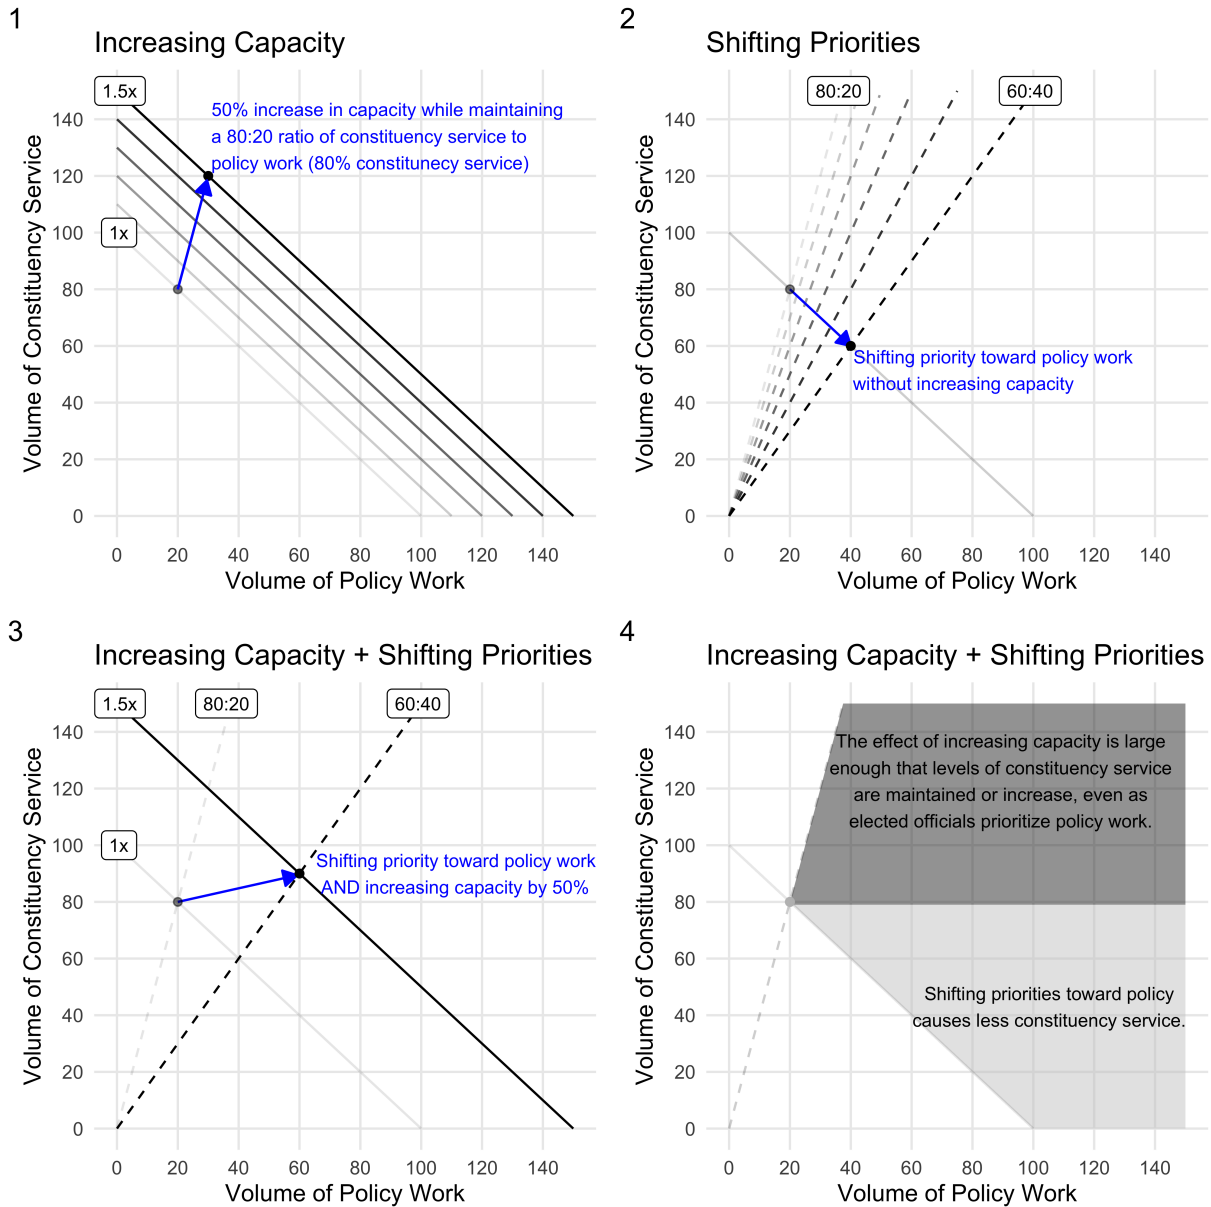 1
Increasing Capacity
1.5x
50% increase in capacity while maintaining
a 80:20 ratio of constituency service to
policy work (80% constitunecy service)
1x
140
120
100
80
60
40
20
0
Volume of Constituency Service
0 20 40 60 80 100 120 140
Volume of Policy Work
2
Shifting Priorities
80:20
60:40
Shifting priority toward policy work
without increasing capacity
140
120
100
80
60
40
20
0
Volume of Constituency Service
0 20 40 60 80 100 120 140
Volume of Policy Work
3
Increasing Capacity + Shifting Priorities
1.5x
80:20
60:40
1x
Shifting priority toward policy work
AND increasing capacity by 50%
140
120
100
80
60
40
20
0
Volume of Constituency Service
0 20 40 60 80 100 120 140
Volume of Policy Work
4
Increasing Capacity + Shifting Priorities
The effect of increasing capacity is large
enough that levels of constituency service
are maintained or increase, even as
elected officials prioritize policy work.
Shifting priorities toward policy
causes less constituency service.
140
120
100
80
60
40
20
0
Volume of Constituency Service
0 20 40 60 80 100 120 140
Volume of Policy Work